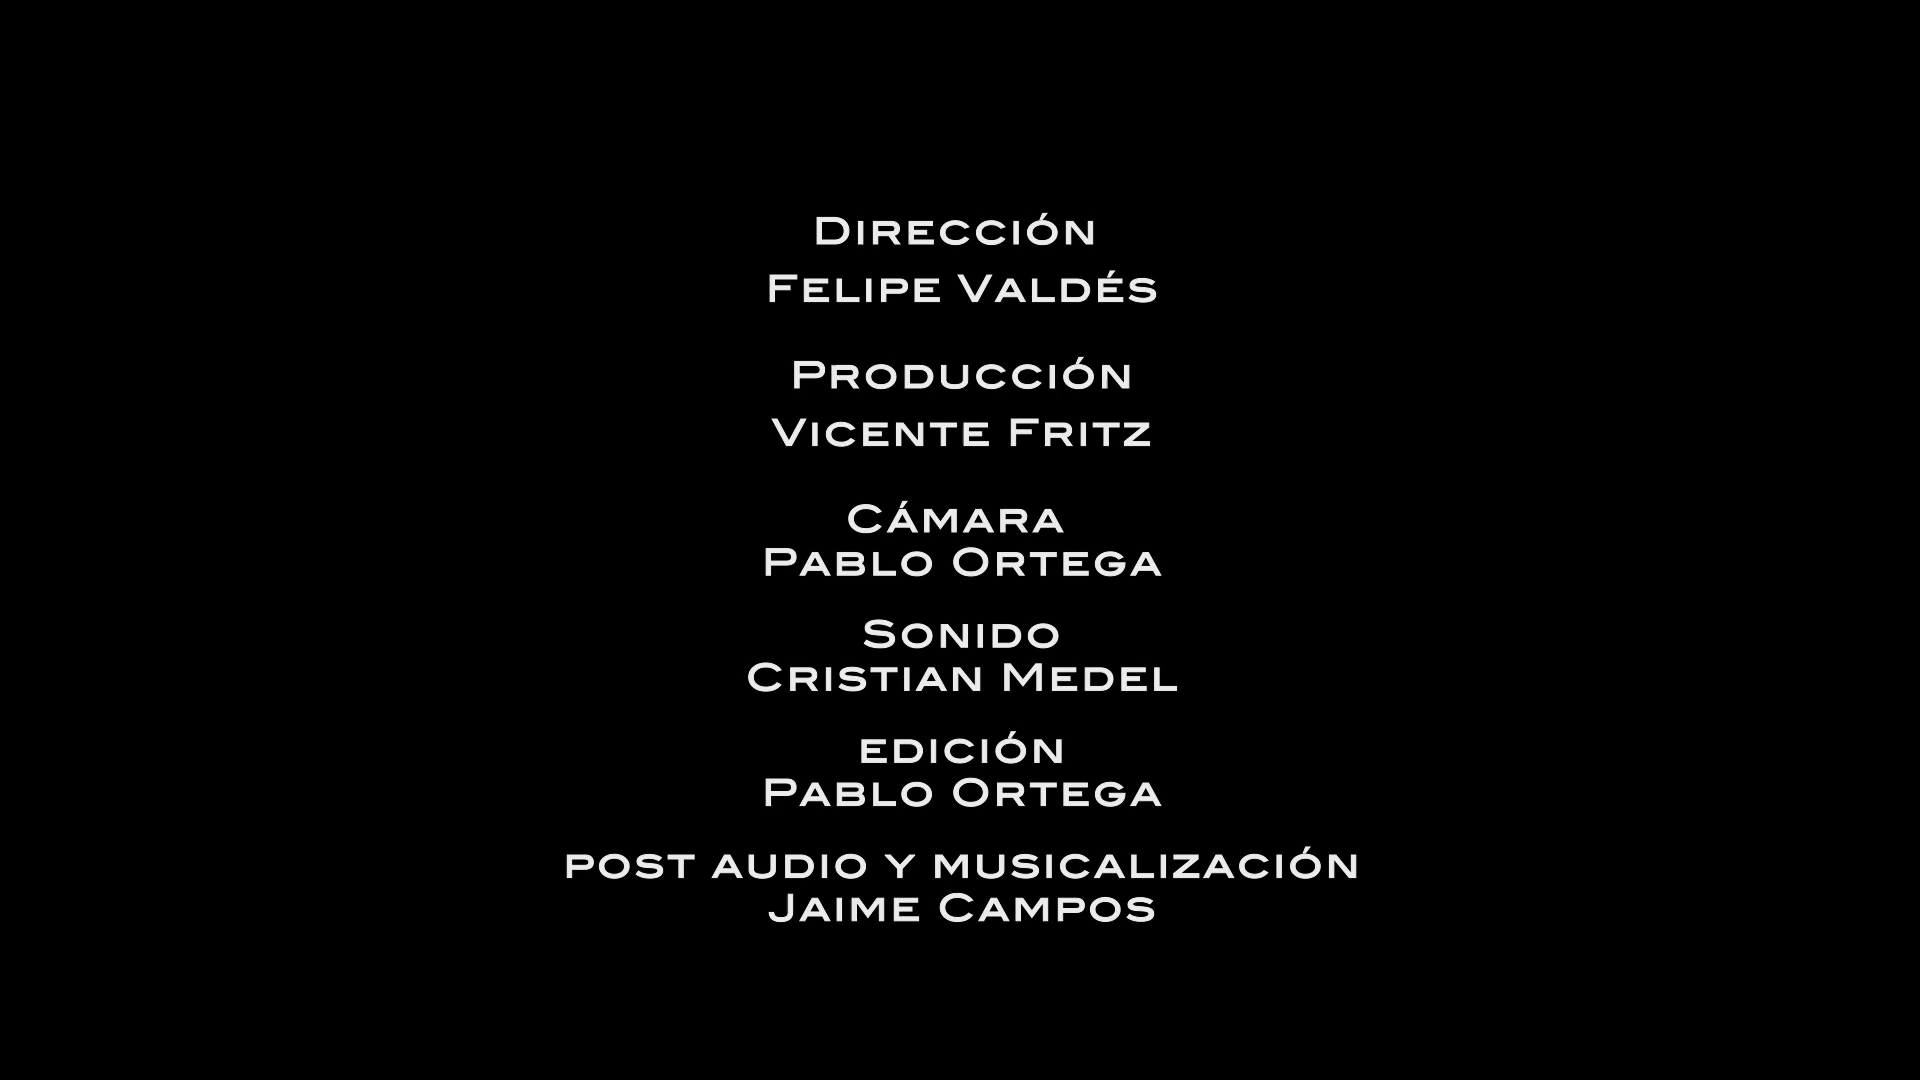 Dirección
Felipe Valdés
Producción
Vicente Fritz
Cámara
Pablo Ortega
Sonido
Cristian Medel
edición
Pablo Ortega
post audio y musicalización
Jaime Campos